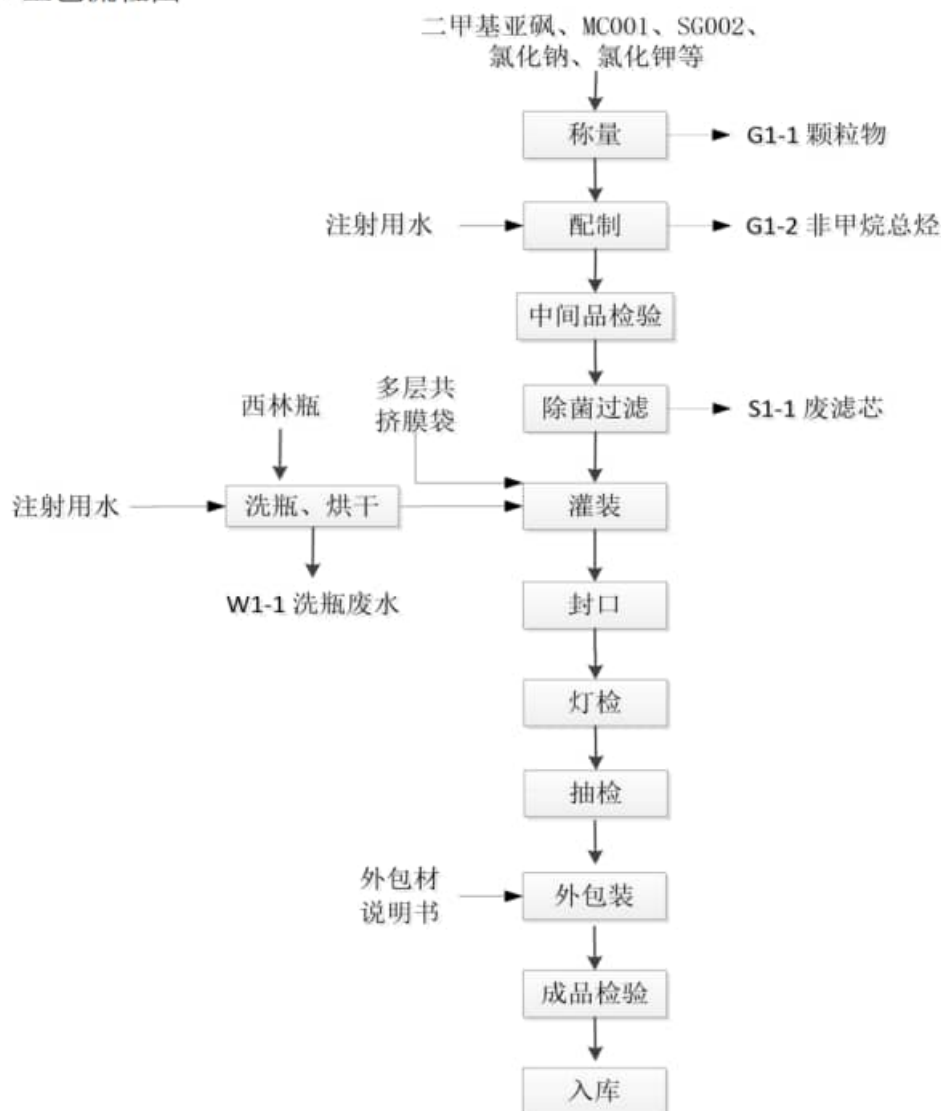 二甲基亚砜、MC001、SG002、
氯化钠、氯化钾等
称量
G1-1 颗粒物
注射用水
配制
G1-2 非甲烷总烃
中间品检验
西林瓶
多层共
挤膜袋
除菌过滤
S1-1 废滤芯
注射用水
洗瓶、烘干
灌装
W1-1 洗瓶废水
封口
灯检
抽检
外包材
说明书
外包装
成品检验
入库